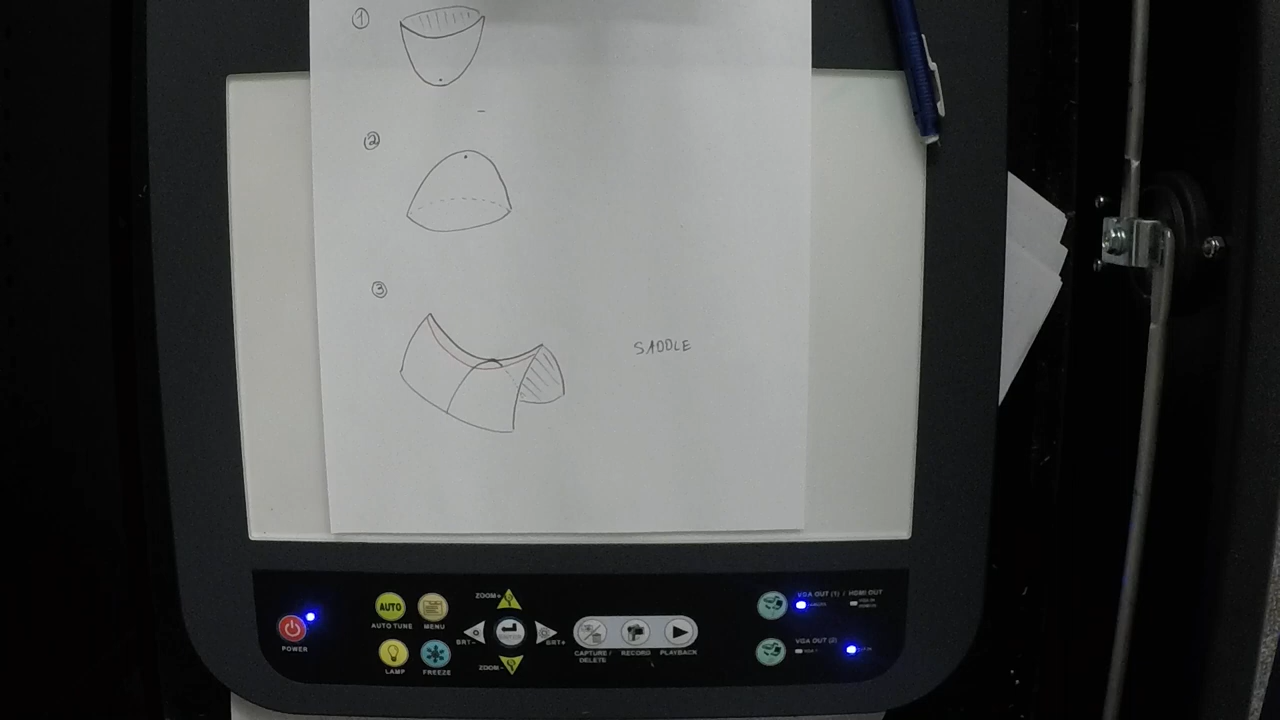 ①
②
③
SADDLE
POWER
AUTO
AUTO TUNE
MENU
LAMP
FREEZE
ZOOM+
BRT-
BRT+
ZOOM-
CAPTURE /
DELETE
RECORD
PLAYBACK
VGA OUT (1) / HDMI OUT
VGA OUT (2)